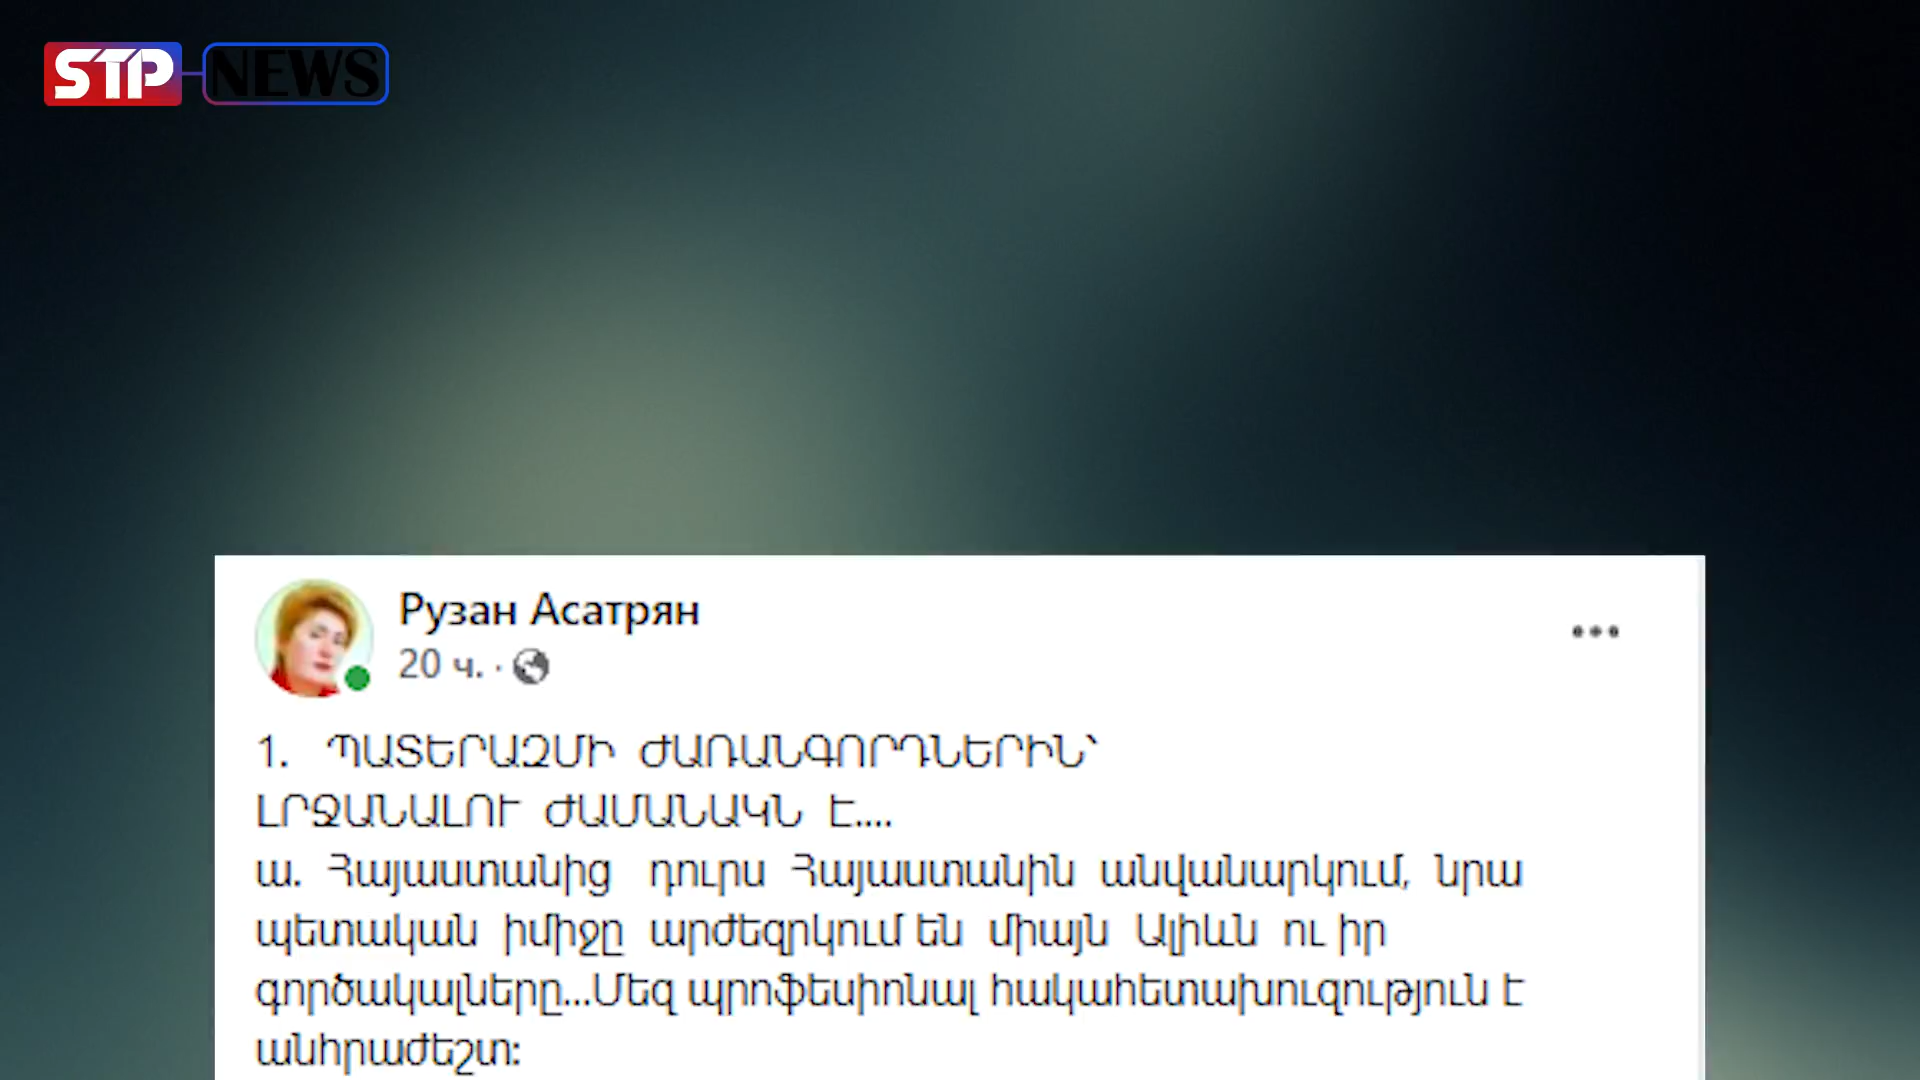 STP NEWS
Рузан Асатрян
20 ч. ·
1. ՊԱՏԵՐԱԶՄԻ ԺԱՌԱՆԳՈՐԴՆԵՐԻՆ՝
ԼՐՋԱՆԱԼՈՒ ԺԱՄԱՆԱԿՆ Է....
ա. Հայաստանից դուրս Հայաստանին անվանարկում, նրա
պետական իմիջը արժեզրկում են միայն Ալիևն ու իր
գործակալները...Մեզ պրոֆեսիոնալ հակահետախուզություն է
անհրաժեշտ: